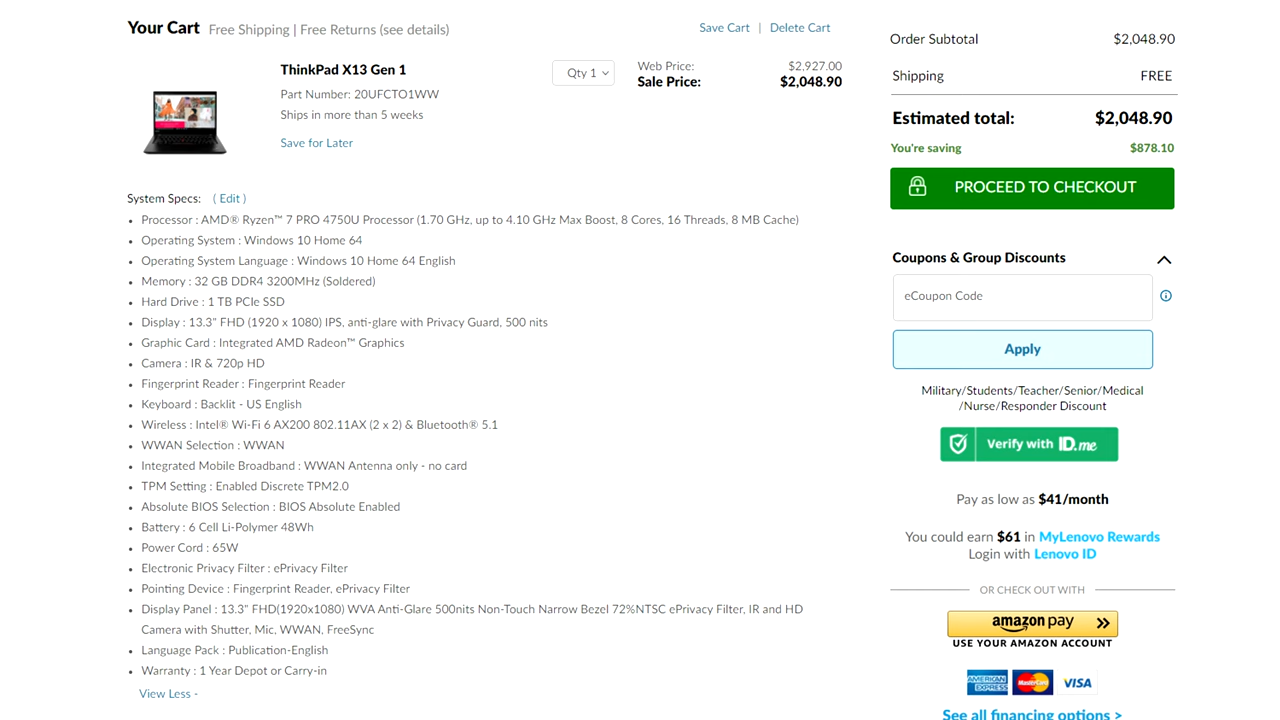 Your Cart Free Shipping | Free Returns (see details)
Save Cart | Delete Cart
ThinkPad X13 Gen 1
Part Number: 20UFCTO1WW
Ships in more than 5 weeks
Save for Later
Qty 1
Web Price: $2,927.00
Sale Price: $2,048.90
System Specs: ( Edit )
• Processor : AMD® Ryzen™ 7 PRO 4750U Processor (1.70 GHz, up to 4.10 GHz Max Boost, 8 Cores, 16 Threads, 8 MB Cache)
• Operating System : Windows 10 Home 64
• Operating System Language : Windows 10 Home 64 English
• Memory : 32 GB DDR4 3200MHz (Soldered)
• Hard Drive : 1 TB PCIe SSD
• Display : 13.3" FHD (1920 x 1080) IPS, anti-glare with Privacy Guard, 500 nits
• Graphic Card : Integrated AMD Radeon™ Graphics
• Camera : IR & 720p HD
• Fingerprint Reader : Fingerprint Reader
• Keyboard : Backlit - US English
• Wireless : Intel® Wi-Fi 6 AX200 802.11AX (2 x 2) & Bluetooth® 5.1
• WWAN Selection : WWAN
• Integrated Mobile Broadband : WWAN Antenna only - no card
• TPM Setting : Enabled Discrete TPM2.0
• Absolute BIOS Selection : BIOS Absolute Enabled
• Battery : 6 Cell Li-Polymer 48Wh
• Power Cord : 65W
• Electronic Privacy Filter : ePrivacy Filter
• Pointing Device : Fingerprint Reader, ePrivacy Filter
• Display Panel : 13.3" FHD(1920x1080) WVA Anti-Glare 500nits Non-Touch Narrow Bezel 72%NTSC ePrivacy Filter, IR and HD
Camera with Shutter, Mic, WWAN, FreeSync
• Language Pack : Publication-English
• Warranty : 1 Year Depot or Carry-in
View Less -
Order Subtotal $2,048.90
Shipping FREE
Estimated total: $2,048.90
You're saving $878.10
PROCEED TO CHECKOUT
Coupons & Group Discounts
eCoupon Code
Apply
Military/Students/Teacher/Senior/Medical
/Nurse/Responder Discount
Verify with ID.me
Pay as low as $41/month
You could earn $61 in MyLenovo Rewards
Login with Lenovo ID
OR CHECK OUT WITH
amazon pay
USE YOUR AMAZON ACCOUNT
AMERICAN EXPRESS MasterCard VISA
See all financing options >